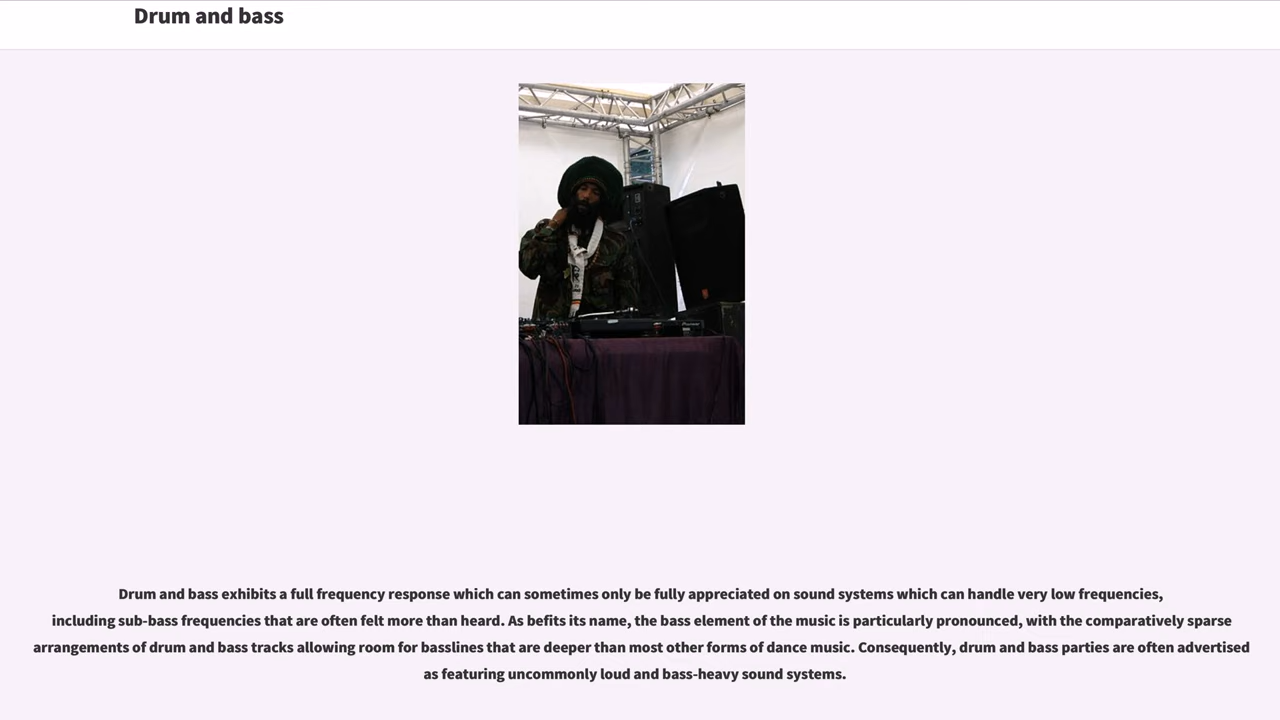 Drum and bass
Drum and bass exhibits a full frequency response which can sometimes only be fully appreciated on sound systems which can handle very low frequencies,
including sub-bass frequencies that are often felt more than heard. As befits its name, the bass element of the music is particularly pronounced, with the comparatively sparse
arrangements of drum and bass tracks allowing room for basslines that are deeper than most other forms of dance music. Consequently, drum and bass parties are often advertised
as featuring uncommonly loud and bass-heavy sound systems.